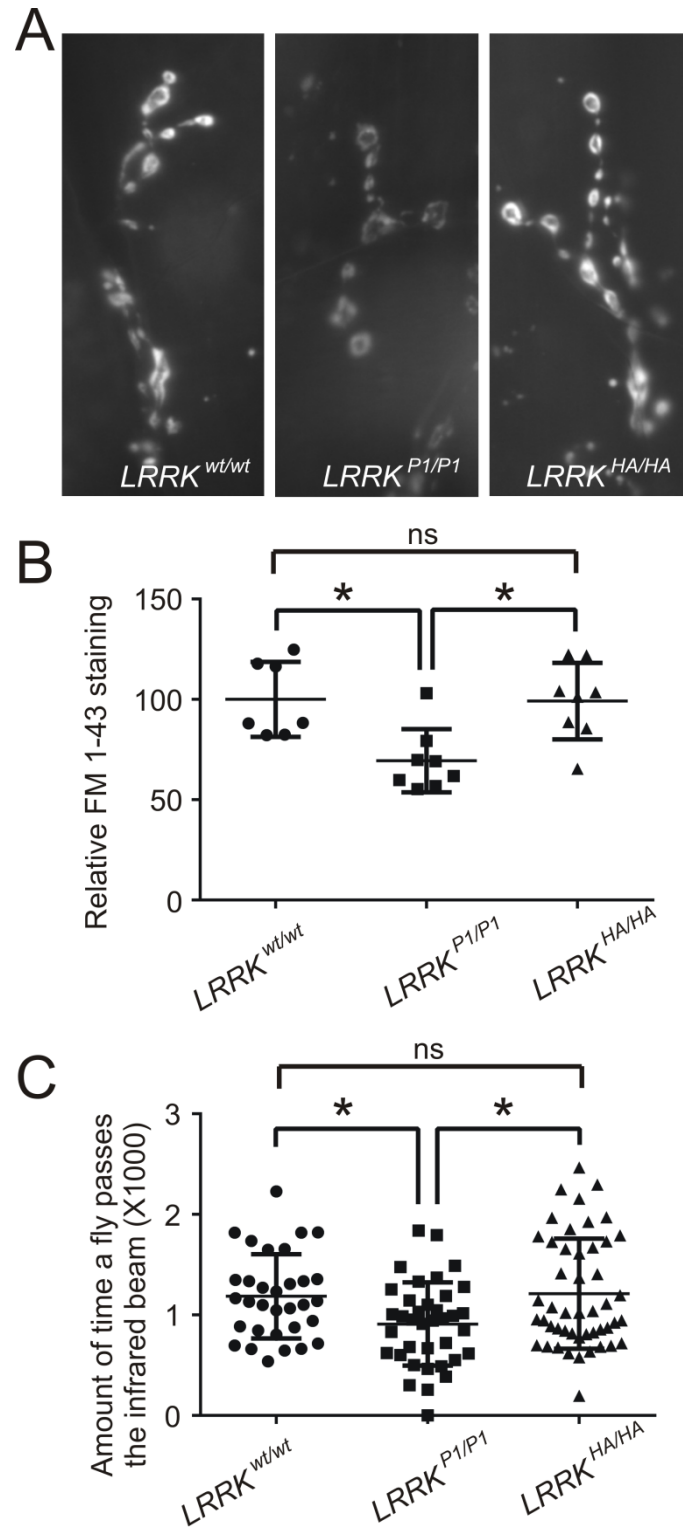 A
LRRK wt/wt
LRRK P1/P1
LRRK HA/HA
B
ns
*
*
Relative FM 1-43 staining
150
100
50
0
LRRK wt/wt
LRRK P1/P1
LRRK HA/HA
C
ns
*
*
Amount of time a fly passes
the infrared beam (X1000)
3
2
1
0
LRRK wt/wt
LRRK P1/P1
LRRK HA/HA